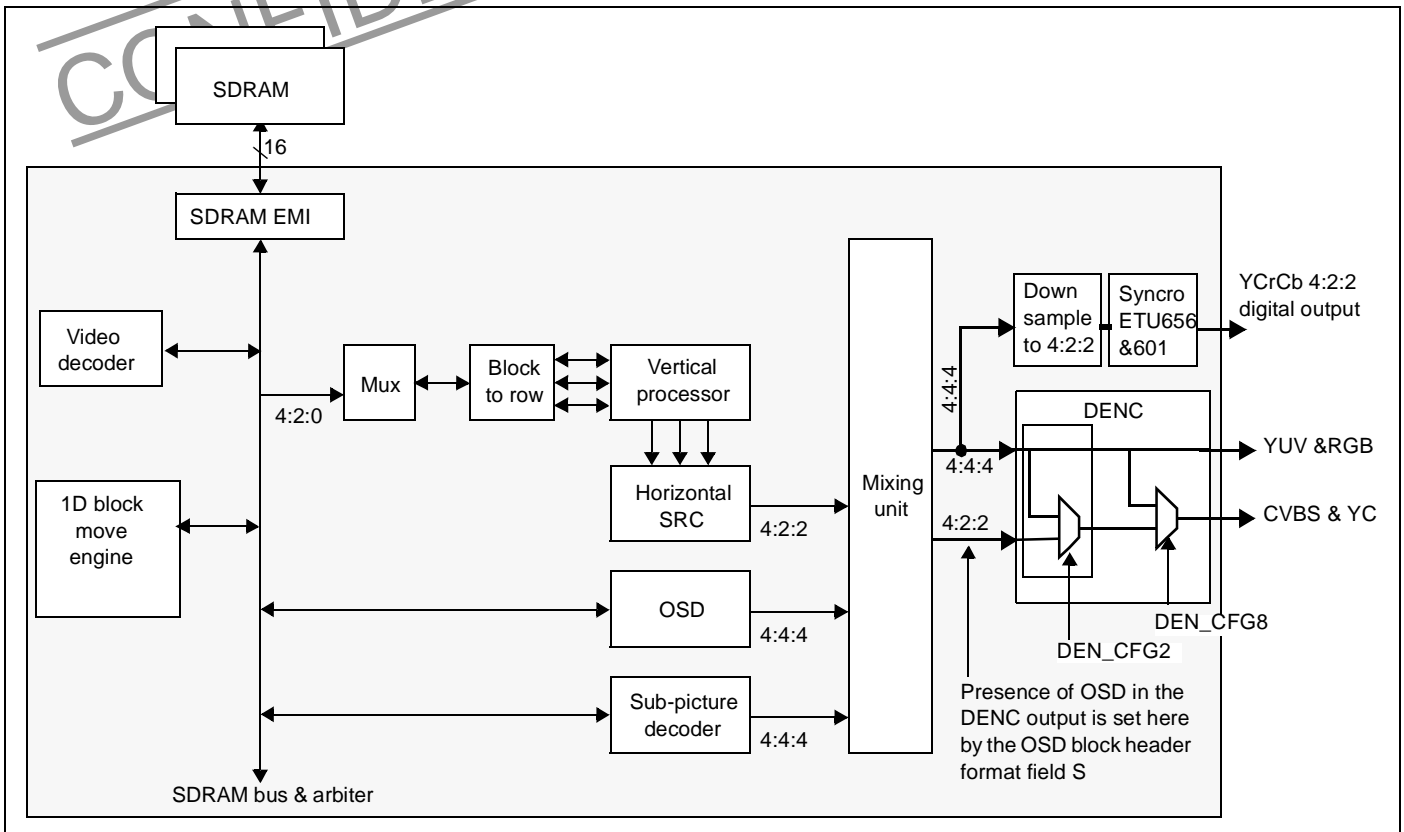 SDRAM
16
SDRAM EMI
Video
decoder
4:2:0
Mux
Block
to row
Vertical
processor
1D block
move
engine
Horizontal
SRC
4:2:2
OSD
4:4:4
Sub-picture
decoder
4:4:4
SDRAM bus & arbiter
Mixing
unit
4:4:4
4:4:4
4:2:2
Down
sample
to 4:2:2
Syncro
ETU656
&601
YCrCb 4:2:2
digital output
DENC
YUV &RGB
CVBS & YC
DEN_CFG8
DEN_CFG2
Presence of OSD in the
DENC output is set here
by the OSD block header
format field S